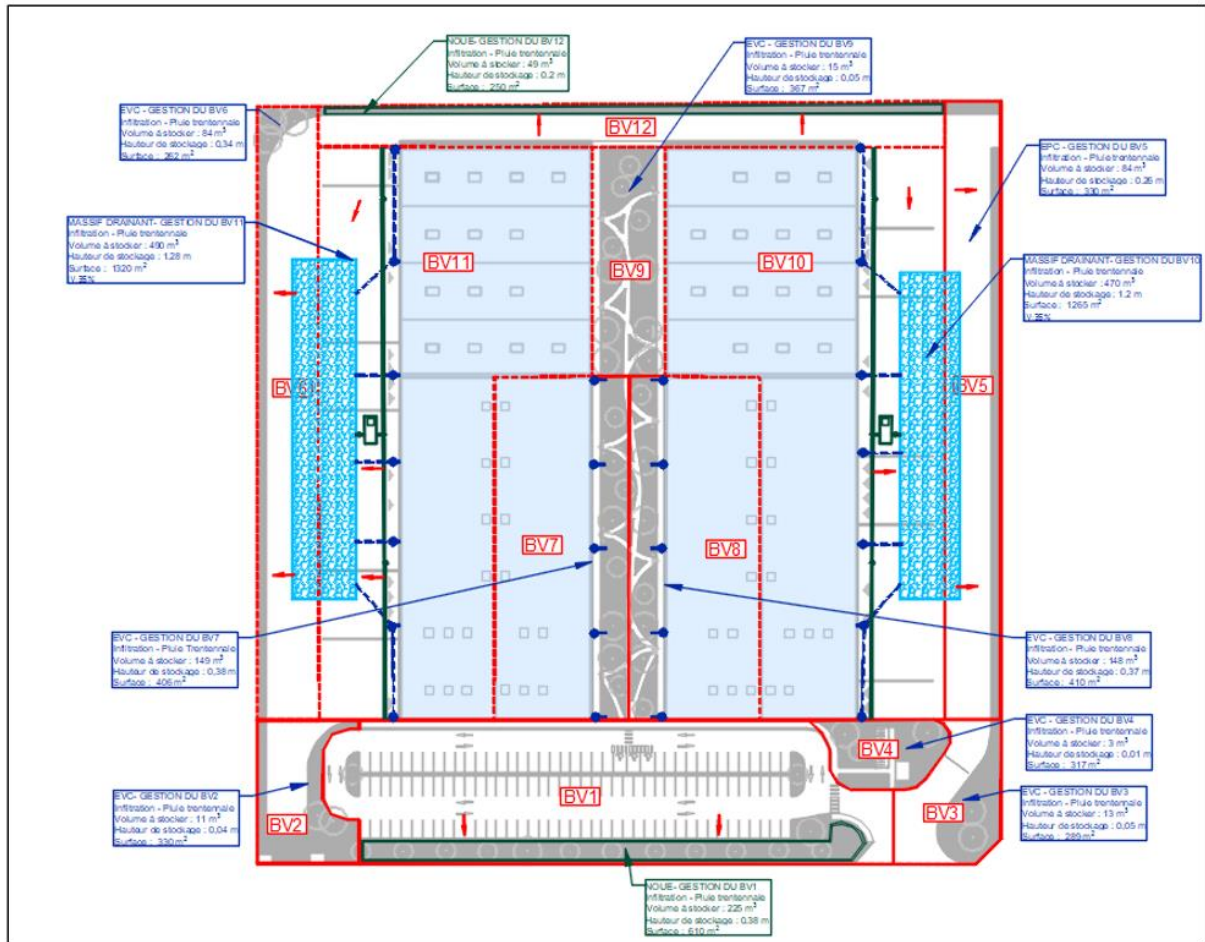 NOUE- GESTION DU BV12
Infiltration - Pluie trentennale
Volume à stocker : 49 m³
Hauteur de stockage : 0.2 m
Surface : 250 m²
EVC - GESTION DU BV9
Infiltration - Pluie trentennale
Volume à stocker : 15 m³
Hauteur de stockage : 0,05 m
Surface : 367 m²
EVC - GESTION DU BV6
Infiltration - Pluie trentennale
Volume à stocker : 84 m³
Hauteur de stockage : 0,34 m
Surface : 262 m²
BV12
EPC - GESTION DU BV5
Infiltration - Pluie trentennale
Volume à stocker : 84 m³
Hauteur de stockage : 0.26 m
Surface : 330 m²
MASSIF DRAINANT- GESTION DU BV11
Infiltration - Pluie trentennale
Volume à stocker : 490 m³
Hauteur de stockage : 1.28 m
Surface : 1320 m²
IV 35%
BV11
BV9
BV10
MASSIF DRAINANT- GESTION DU BV10
Infiltration - Pluie trentennale
Volume à stocker : 470 m³
Hauteur de stockage : 1.2 m
Surface : 1265 m²
IV 35%
BV6
BV5
BV7
BV8
EVC - GESTION DU BV7
Infiltration - Pluie Trentennale
Volume à stocker : 149 m³
Hauteur de stockage : 0,38 m
Surface : 406 m²
EVC - GESTION DU BV8
Infiltration - Pluie trentennale
Volume à stocker : 148 m³
Hauteur de stockage : 0,37 m
Surface : 410 m²
EVC - GESTION DU BV4
Infiltration - Pluie trentennale
Volume à stocker : 3 m³
Hauteur de stockage : 0,01 m
Surface : 317 m²
BV4
EVC- GESTION DU BV2
Infiltration - Pluie trentennale
Volume à stocker : 11 m³
Hauteur de stockage : 0,04 m
Surface : 330 m²
BV2
BV1
BV3
EVC - GESTION DU BV3
Infiltration - Pluie trentennale
Volume à stocker : 13 m³
Hauteur de stockage : 0,05 m
Surface : 289 m²
NOUE- GESTION DU BV1
Infiltration - Pluie trentennale
Volume à stocker : 225 m³
Hauteur de stockage : 0.38 m
Surface : 610 m²